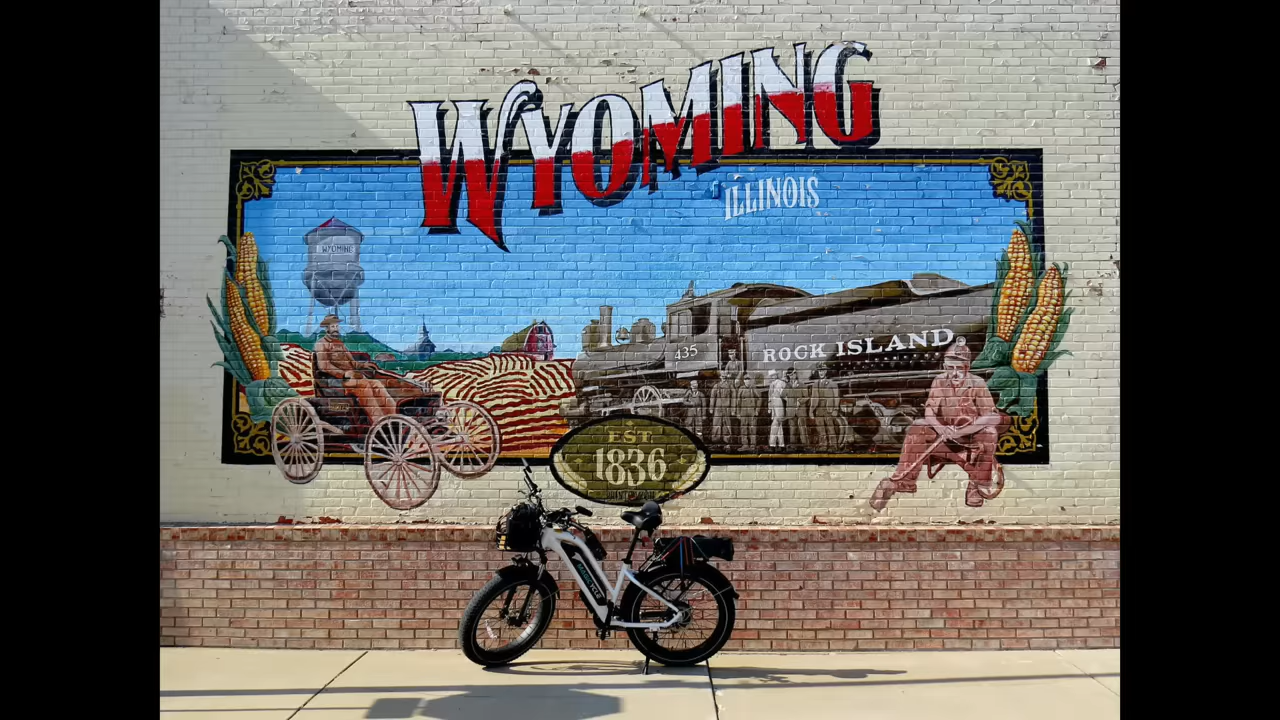 WYOMING
ILLINOIS
WYOMING
435
ROCK ISLAND
EST.
1836